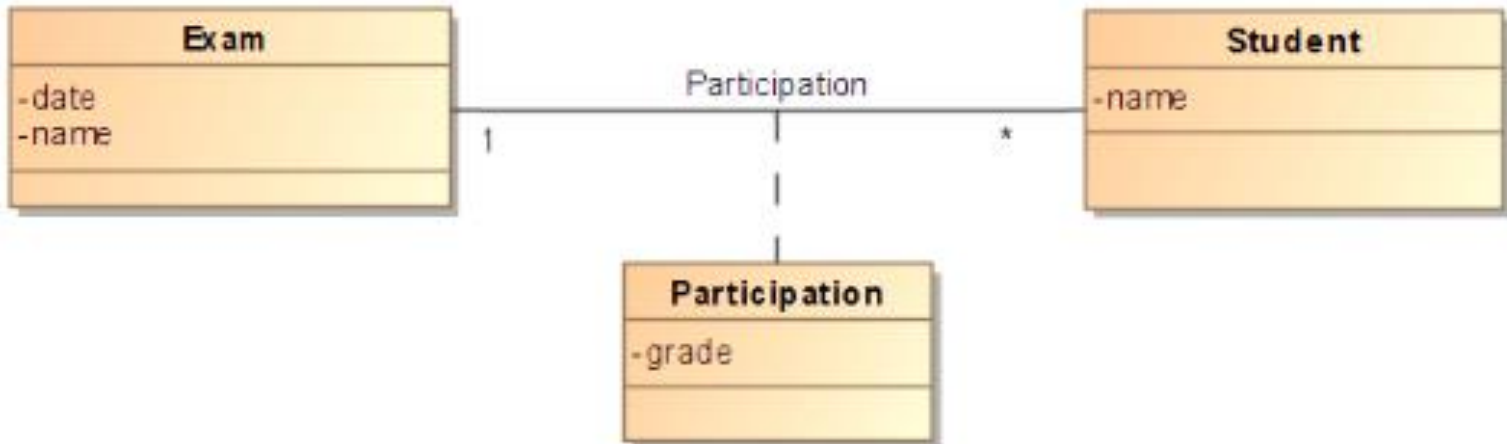 Exam
-date
-name
Participation
1
*
Student
-name
Participation
-grade